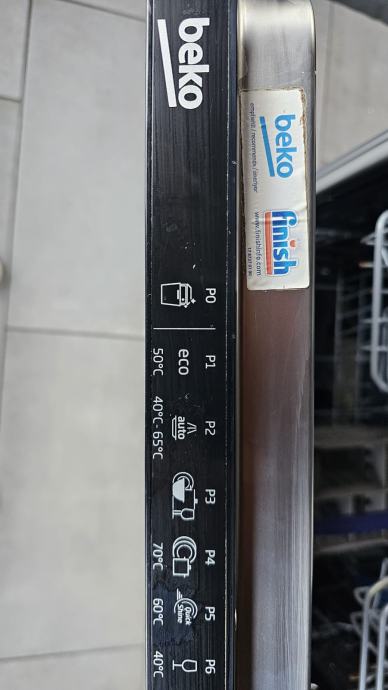 beko
P0
P1
eco
50°C
P2
auto
40°C - 65°C
P3
P4
70°C
P5
Quick
Shine
60°C
P6
40°C
beko
finish
www.finishinfo.com